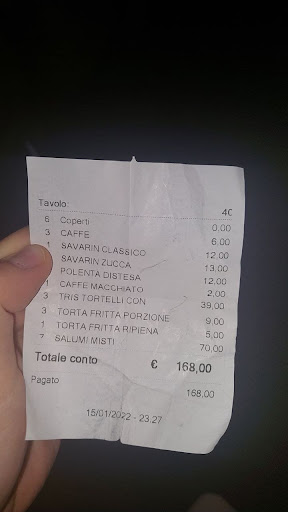 Tavolo: 4C
6 Coperti 0,00
3 CAFFE 6,00
1 SAVARIN CLASSICO 12,00
SAVARIN ZUCCA 13,00
POLENTA DISTESA 12,00
1 CAFFE MACCHIATO 2,00
3 TRIS TORTELLI CON 39,00
3 TORTA FRITTA PORZIONE 9,00
1 TORTA FRITTA RIPIENA 5,00
7 SALUMI MISTI 70,00
Totale conto € 168,00
Pagato 168,00
15/01/2022 - 23:27